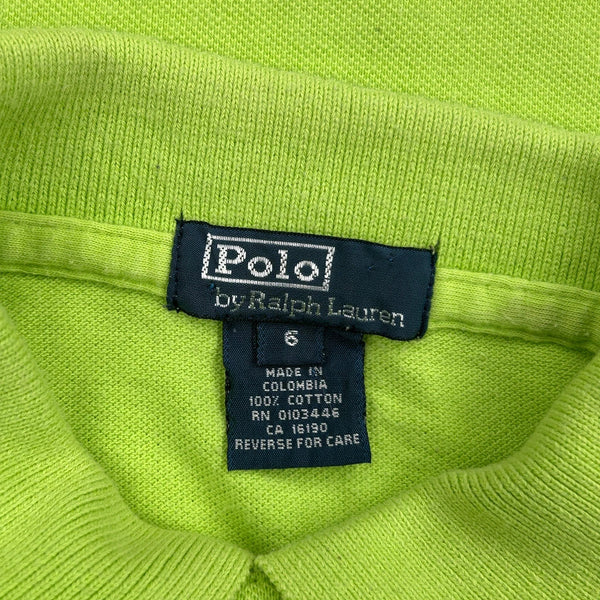 Polo
by Ralph Lauren
6
MADE IN
COLOMBIA
100% COTTON
RN 0103446
CA 16190
REVERSE FOR CARE